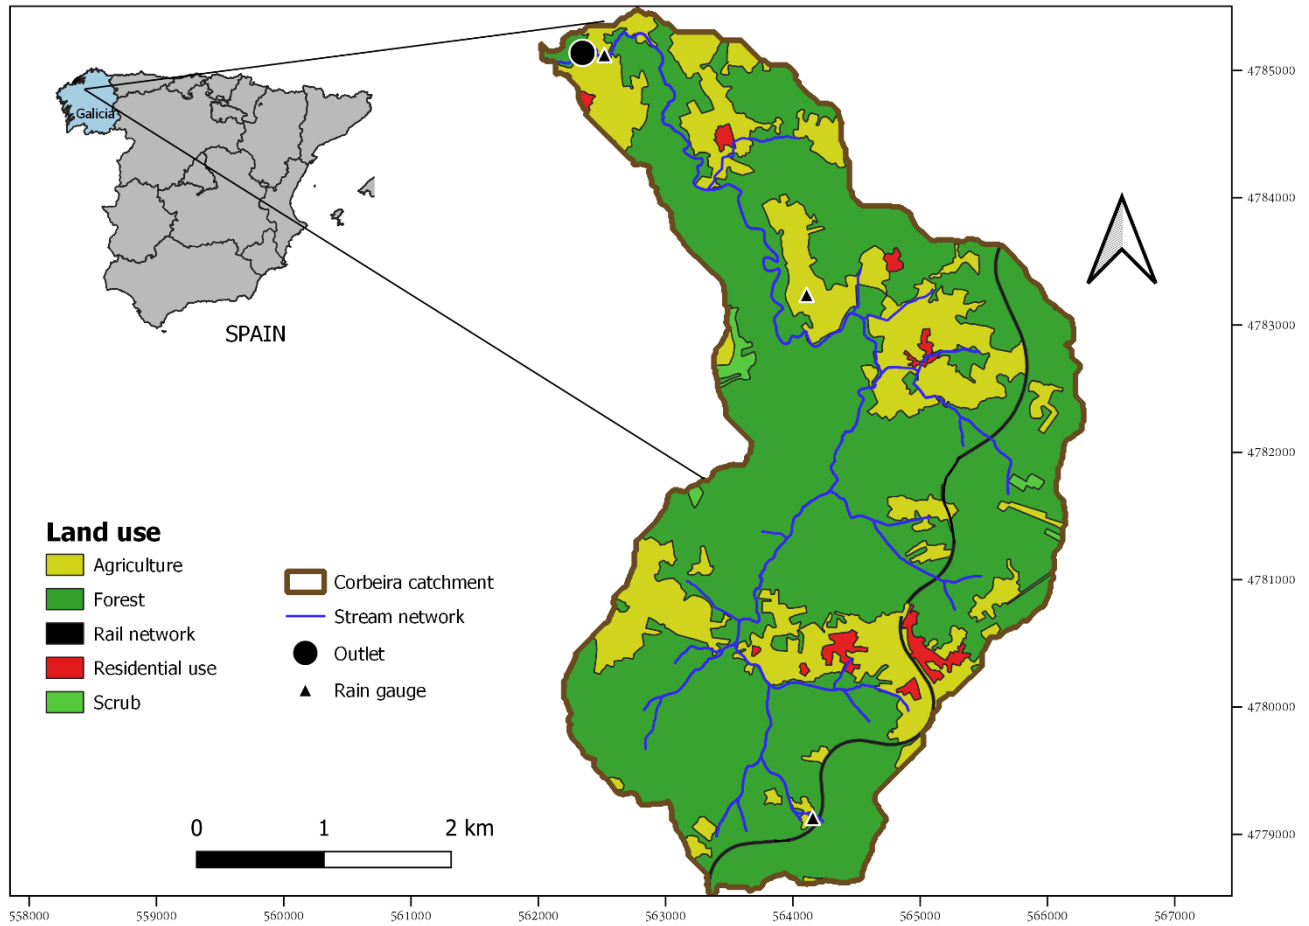 Galicia
SPAIN
Land use
Agriculture
Forest
Rail network
Residential use
Scrub
Corbeira catchment
Stream network
Outlet
Rain gauge
0 1 2 km
4785000
4784000
4783000
4782000
4781000
4780000
4779000
558000 559000 560000 561000 562000 563000 564000 565000 566000 567000